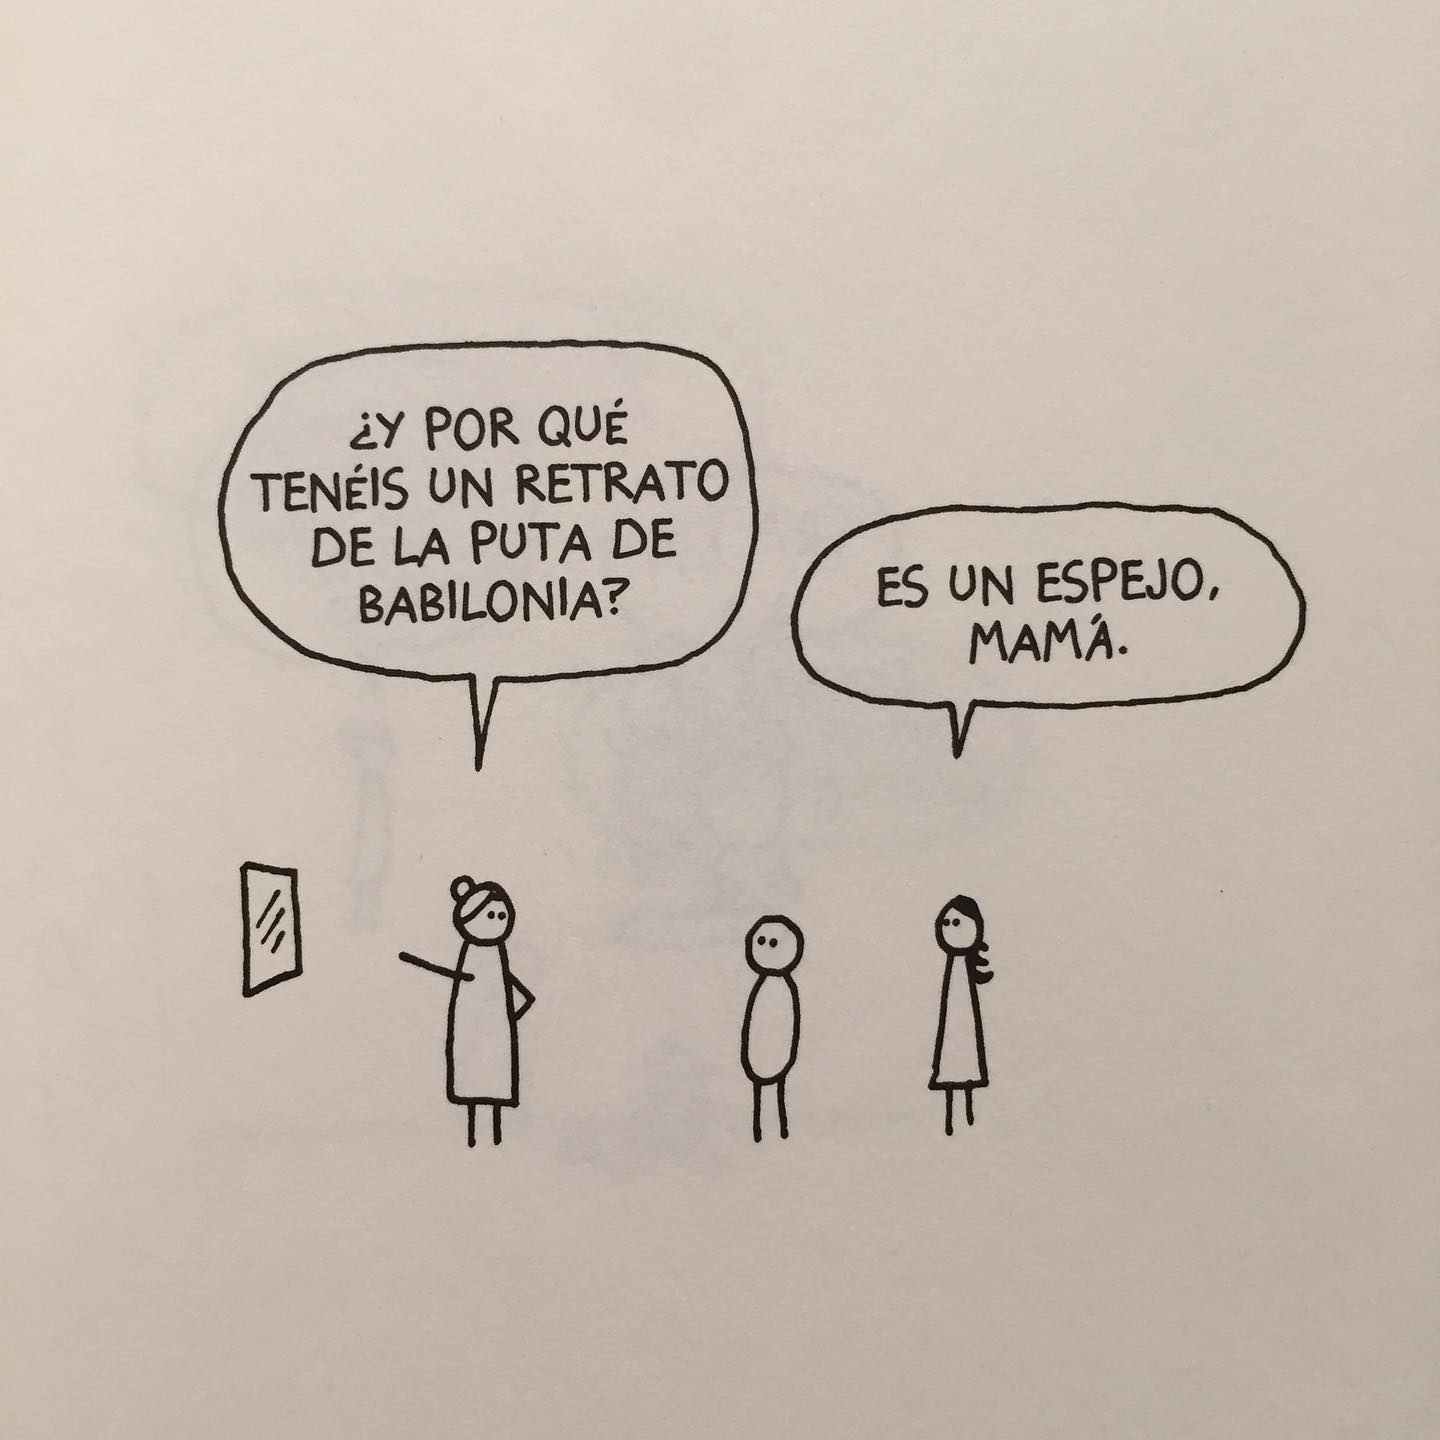 ¿Y POR QUÉ
TENÉIS UN RETRATO
DE LA PUTA DE
BABILONIA?
ES UN ESPEJO,
MAMÁ.